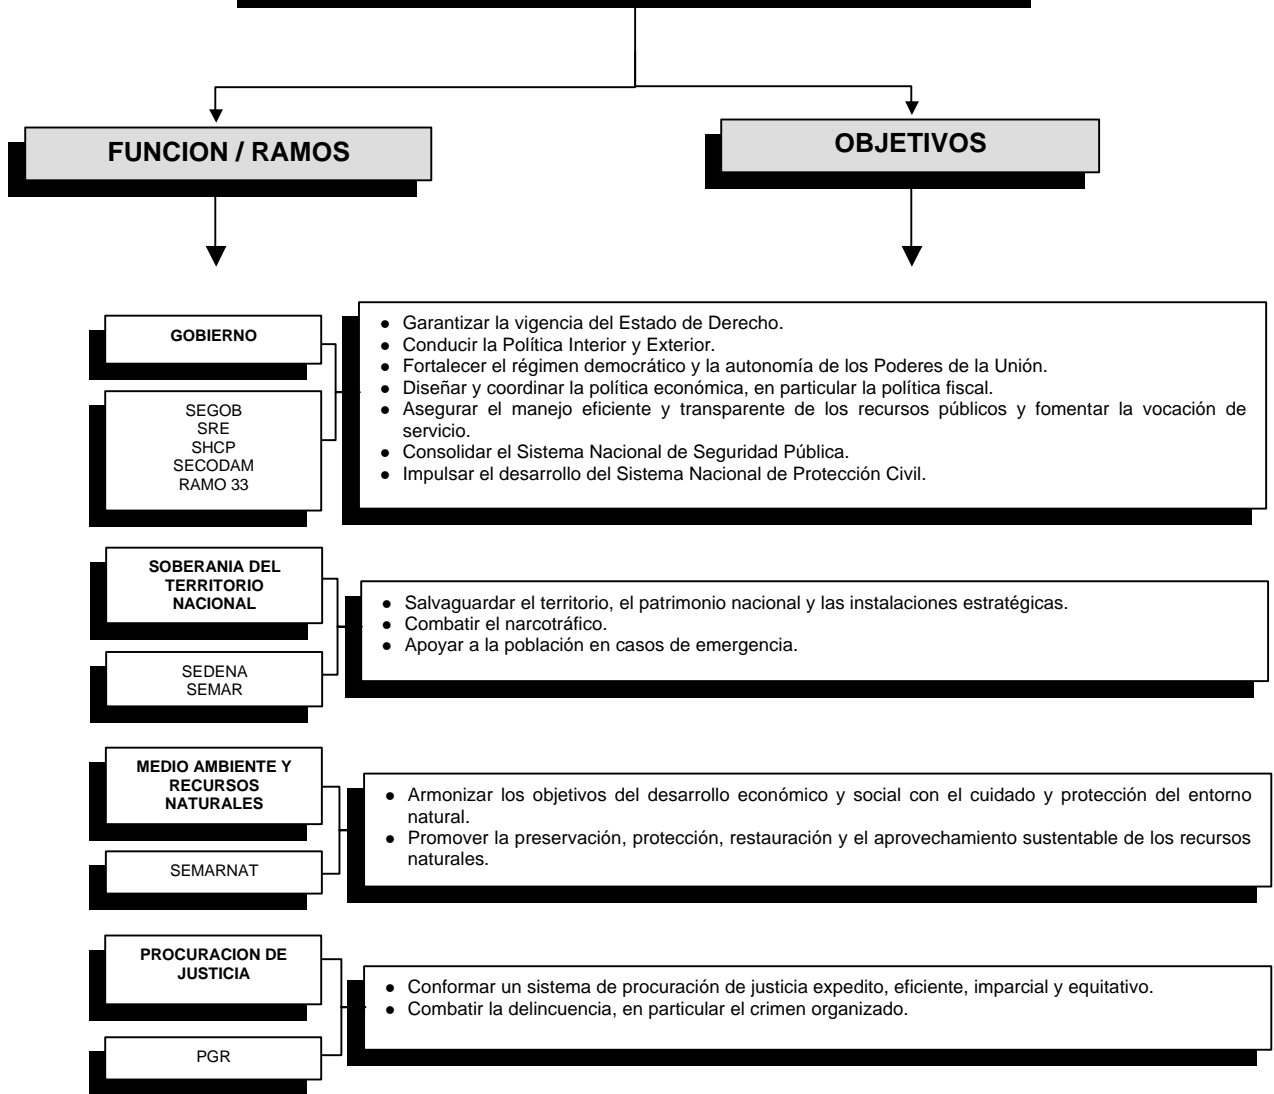 FUNCION / RAMOS
OBJETIVOS
GOBIERNO
SEGOB
SRE
SHCP
SECODAM
RAMO 33
● Garantizar la vigencia del Estado de Derecho.
● Conducir la Política Interior y Exterior.
● Fortalecer el régimen democrático y la autonomía de los Poderes de la Unión.
● Diseñar y coordinar la política económica, en particular la política fiscal.
● Asegurar el manejo eficiente y transparente de los recursos públicos y fomentar la vocación de
servicio.
● Consolidar el Sistema Nacional de Seguridad Pública.
● Impulsar el desarrollo del Sistema Nacional de Protección Civil.
SOBERANIA DEL
TERRITORIO
NACIONAL
SEDENA
SEMAR
● Salvaguardar el territorio, el patrimonio nacional y las instalaciones estratégicas.
● Combatir el narcotráfico.
● Apoyar a la población en casos de emergencia.
MEDIO AMBIENTE Y
RECURSOS
NATURALES
SEMARNAT
● Armonizar los objetivos del desarrollo económico y social con el cuidado y protección del entorno
natural.
● Promover la preservación, protección, restauración y el aprovechamiento sustentable de los recursos
naturales.
PROCURACION DE
JUSTICIA
PGR
● Conformar un sistema de procuración de justicia expedito, eficiente, imparcial y equitativo.
● Combatir la delincuencia, en particular el crimen organizado.